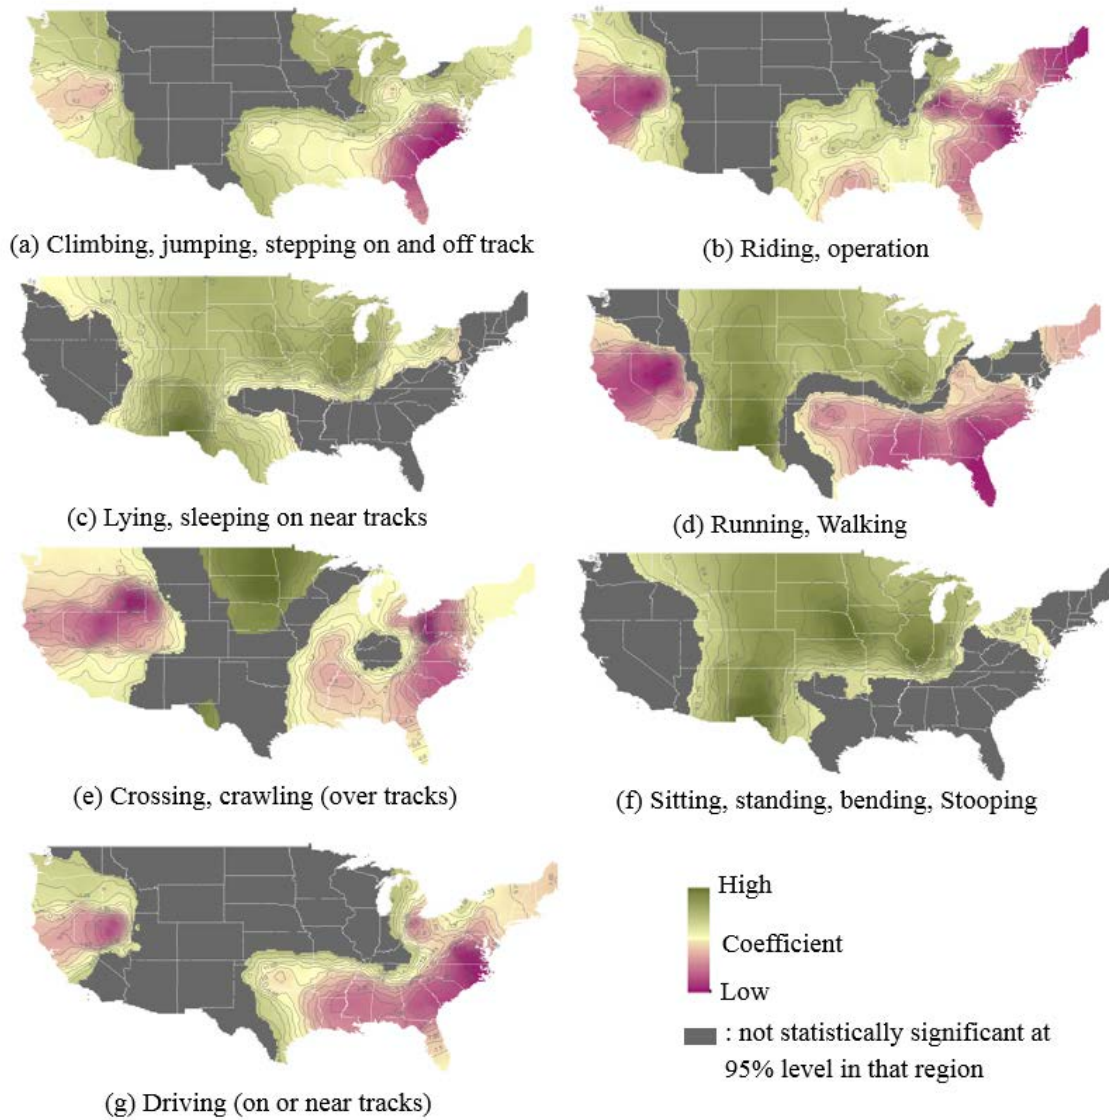 (a) Climbing, jumping, stepping on and off track
(b) Riding, operation
(c) Lying, sleeping on near tracks
(d) Running, Walking
(e) Crossing, crawling (over tracks)
(f) Sitting, standing, bending, Stooping
High
Coefficient
Low
: not statistically significant at
95% level in that region
(g) Driving (on or near tracks)